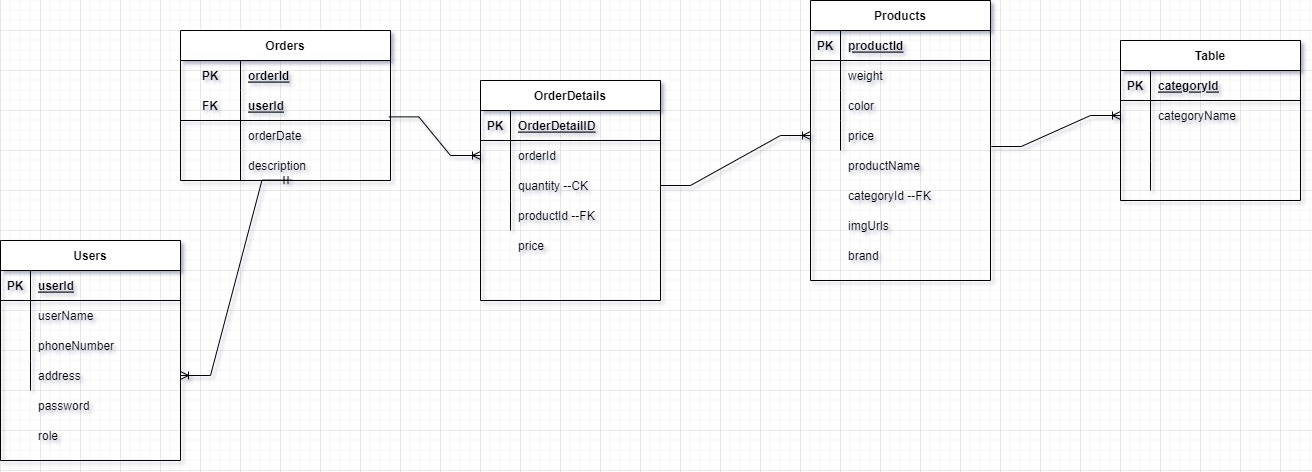 Orders
PK orderId
FK userId
orderDate
description
Users
PK userId
userName
phoneNumber
address
password
role
OrderDetails
PK OrderDetailID
orderId
quantity --CK
productId --FK
price
Products
PK productId
weight
color
price
productName
categoryId --FK
imgUrls
brand
Table
PK categoryId
categoryName